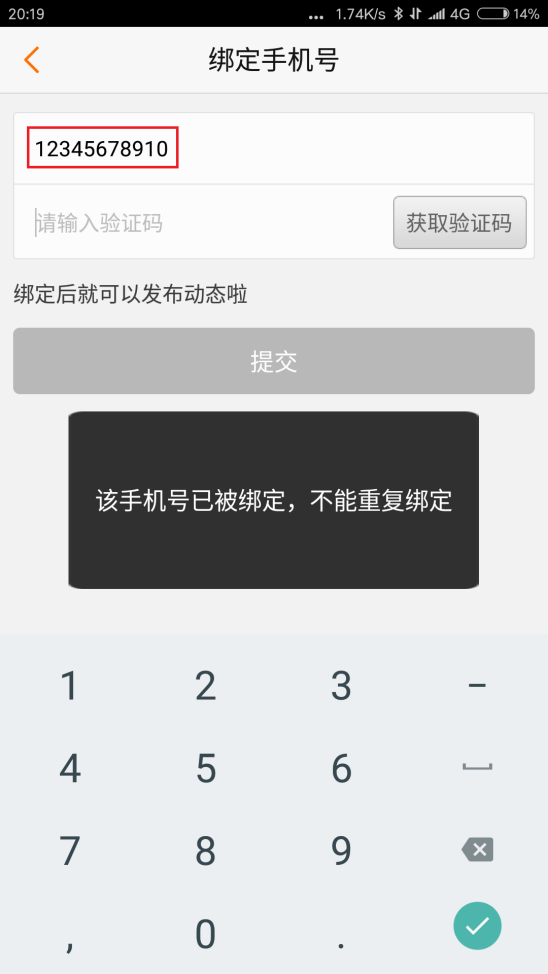 20:19 ... 1.74K/s 4G 14%
绑定手机号
12345678910
请输入验证码 获取验证码
绑定后就可以发布动态啦
提交
该手机号已被绑定，不能重复绑定
1 2 3 -
4 5 6
7 8 9
, 0 .